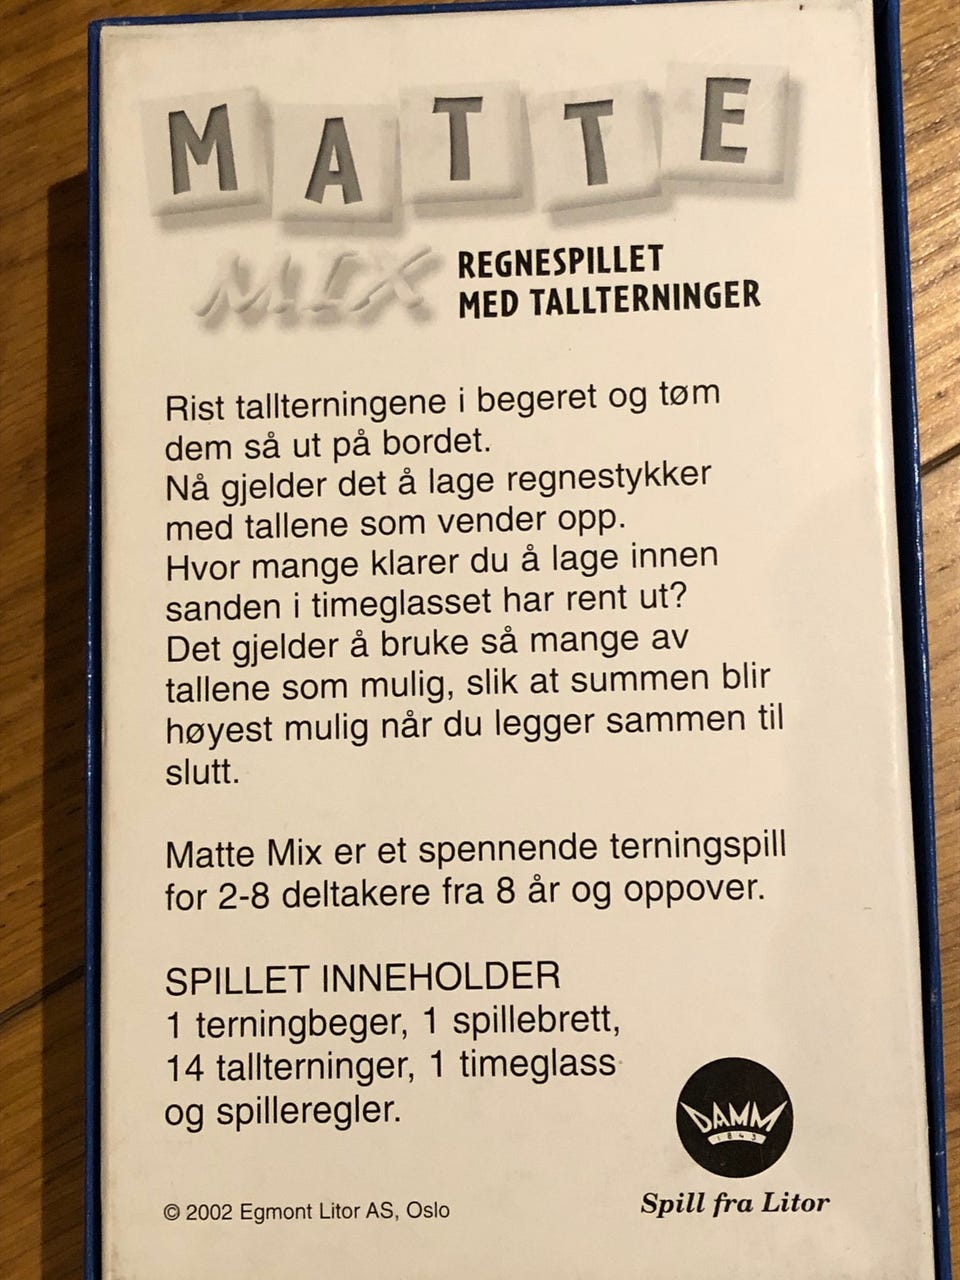 MATTE
MIX
REGNESPILLET
MED TALLTERNINGER
Rist tallterningene i begeret og tøm
dem så ut på bordet.
Nå gjelder det å lage regnestykker
med tallene som vender opp.
Hvor mange klarer du å lage innen
sanden i timeglasset har rent ut?
Det gjelder å bruke så mange av
tallene som mulig, slik at summen blir
høyest mulig når du legger sammen til
slutt.
Matte Mix er et spennende terningspill
for 2-8 deltakere fra 8 år og oppover.
SPILLET INNEHOLDER
1 terningbeger, 1 spillebrett,
14 tallterninger, 1 timeglass
og spilleregler.
DAMM
1843
Spill fra Litor
© 2002 Egmont Litor AS, Oslo